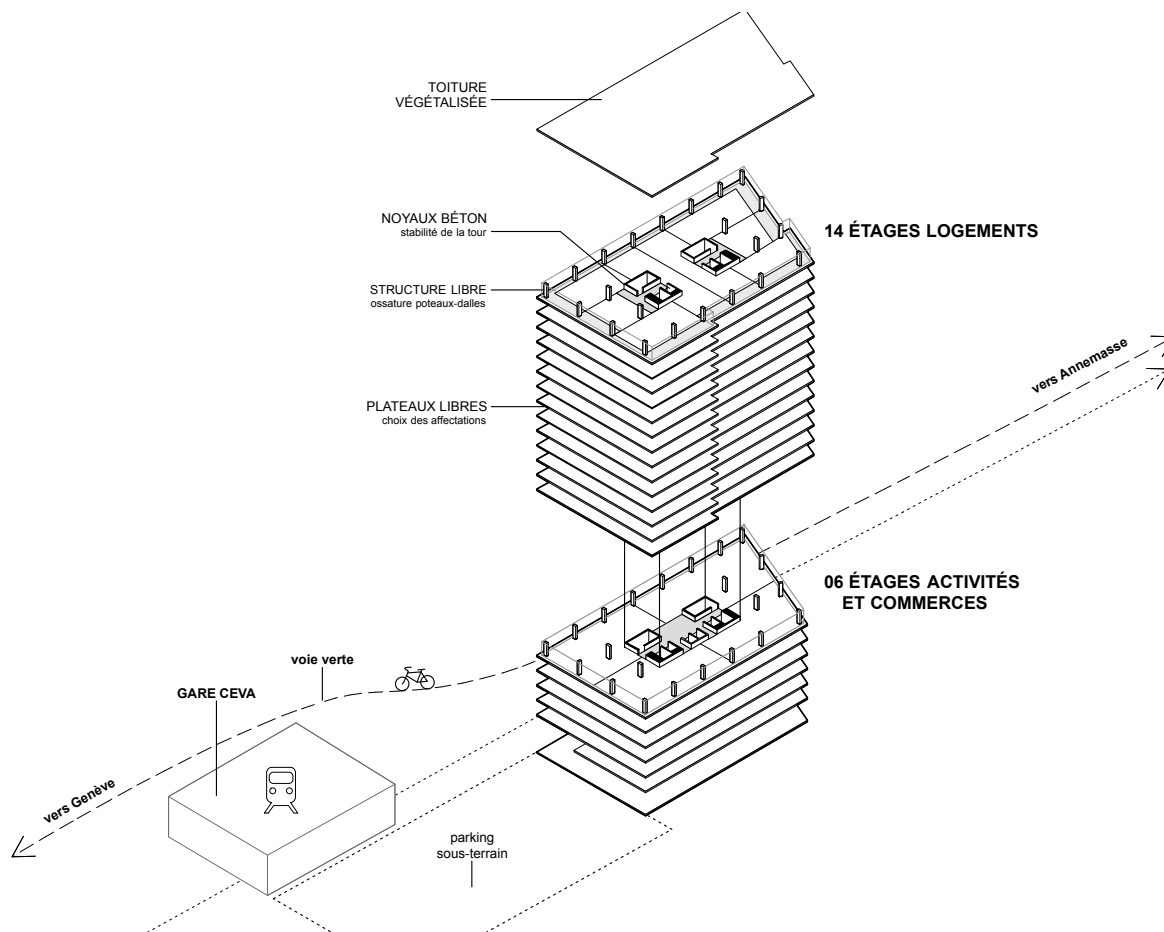 TOITURE
VÉGÉTALISÉE
NOYAUX BÉTON
stabilité de la tour
14 ÉTAGES LOGEMENTS
STRUCTURE LIBRE
ossature poteaux-dalles
vers Annemasse
PLATEAUX LIBRES
choix des affectations
06 ÉTAGES ACTIVITÉS
ET COMMERCES
voie verte
GARE CEVA
vers Genève
parking
sous-terrain